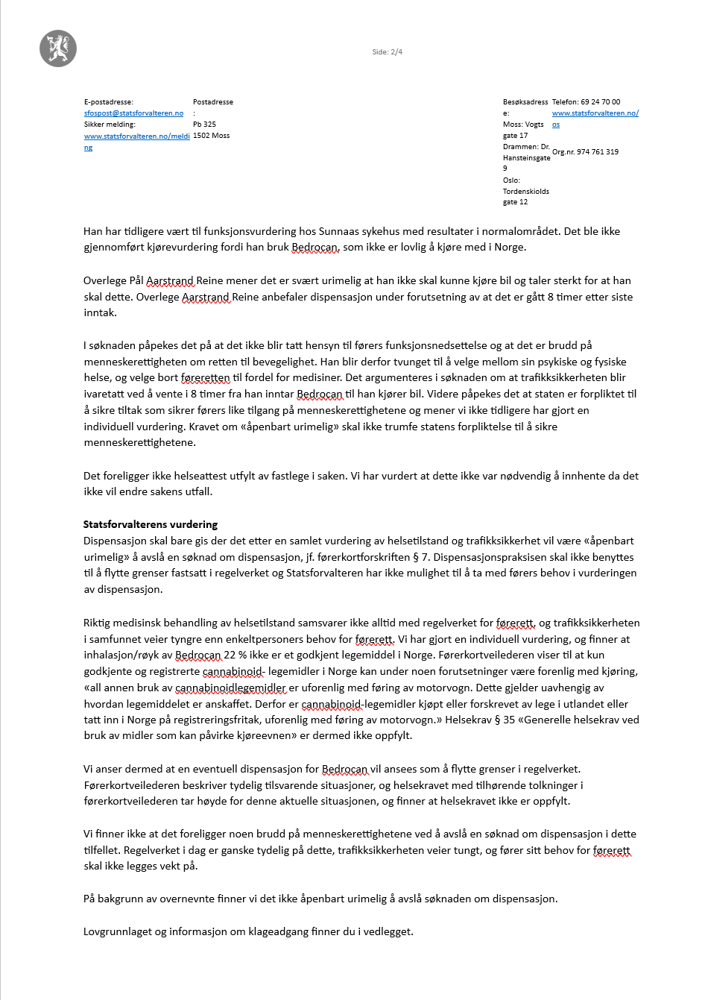 Side: 2/4
E-postadresse:
sfospost@statsforvalteren.no
Sikker melding:
www.statsforvalteren.no/meldi
ng
Postadresse
:
Pb 325
1502 Moss
Besøksadress
e:
Moss: Vogts
gate 17
Drammen: Dr.
Hansteinsgate
9
Oslo:
Tordenskiolds
gate 12
Telefon: 69 24 70 00
www.statsforvalteren.no/
os
Org.nr. 974 761 319
Han har tidligere vært til funksjonsvurdering hos Sunnaas sykehus med resultater i normalområdet. Det ble ikke
gjennomført kjørevurdering fordi han bruk Bedrocan, som ikke er lovlig å kjøre med i Norge.
Overlege Pål Aarstrand Reine mener det er svært urimelig at han ikke skal kunne kjøre bil og taler sterkt for at han
skal dette. Overlege Aarstrand Reine anbefaler dispensasjon under forutsetning av at det er gått 8 timer etter siste
inntak.
I søknaden påpekes det på at det ikke blir tatt hensyn til førers funksjonsnedsettelse og at det er brudd på
menneskerettigheten om retten til bevegelighet. Han blir derfor tvunget til å velge mellom sin psykiske og fysiske
helse, og velge bort føreretten til fordel for medisiner. Det argumenteres i søknaden om at trafikksikkerheten blir
ivaretatt ved å vente i 8 timer fra han inntar Bedrocan til han kjører bil. Videre påpekes det at staten er forpliktet til
å sikre tiltak som sikrer førers like tilgang på menneskerettighetene og mener vi ikke tidligere har gjort en
individuell vurdering. Kravet om «åpenbart urimelig» skal ikke trumfe statens forpliktelse til å sikre
menneskerettighetene.
Det foreligger ikke helseattest utfylt av fastlege i saken. Vi har vurdert at dette ikke var nødvendig å innhente da det
ikke vil endre sakens utfall.
Statsforvalterens vurdering
Dispensasjon skal bare gis der det etter en samlet vurdering av helsetilstand og trafikksikkerhet vil være «åpenbart
urimelig» å avslå en søknad om dispensasjon, jf. førerkortforskriften § 7. Dispensasjonspraksisen skal ikke benyttes
til å flytte grenser fastsatt i regelverket og Statsforvalteren har ikke mulighet til å ta med førers behov i vurderingen
av dispensasjon.
Riktig medisinsk behandling av helsetilstand samsvarer ikke alltid med regelverket for førerett, og trafikksikkerheten
i samfunnet veier tyngre enn enkeltpersoners behov for førerett. Vi har gjort en individuell vurdering, og finner at
inhalasjon/røyk av Bedrocan 22 % ikke er et godkjent legemiddel i Norge. Førerkortveilederen viser til at kun
godkjente og registrerte cannabinoid- legemidler i Norge kan under noen forutsetninger være forenlig med kjøring,
«all annen bruk av cannabinoidlegemidler er uforenlig med føring av motorvogn. Dette gjelder uavhengig av
hvordan legemiddelet er anskaffet. Derfor er cannabinoid-legemidler kjøpt eller forskrevet av lege i utlandet eller
tatt inn i Norge på registreringsfritak, uforenlig med føring av motorvogn.» Helsekrav § 35 «Generelle helsekrav ved
bruk av midler som kan påvirke kjøreevnen» er dermed ikke oppfylt.
Vi anser dermed at en eventuell dispensasjon for Bedrocan vil ansees som å flytte grenser i regelverket.
Førerkortveilederen beskriver tydelig tilsvarende situasjoner, og helsekravet med tilhørende tolkninger i
førerkortveilederen tar høyde for denne aktuelle situasjonen, og finner at helsekravet ikke er oppfylt.
Vi finner ikke at det foreligger noen brudd på menneskerettighetene ved å avslå en søknad om dispensasjon i dette
tilfellet. Regelverket i dag er ganske tydelig på dette, trafikksikkerheten veier tungt, og fører sitt behov for førerett
skal ikke legges vekt på.
På bakgrunn av overnevnte finner vi det ikke åpenbart urimelig å avslå søknaden om dispensasjon.
Lovgrunnlaget og informasjon om klageadgang finner du i vedlegget.